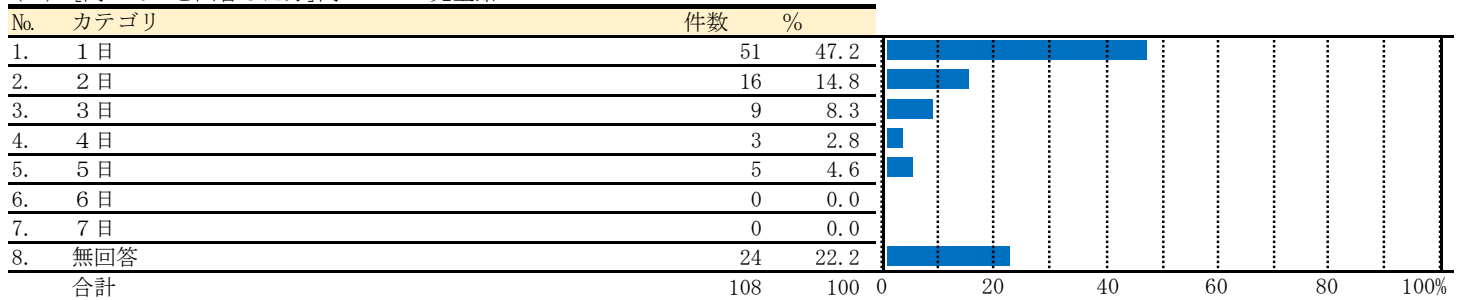 № カテゴリ 件数 %
1. １日 51 47.2
2. ２日 16 14.8
3. ３日 9 8.3
4. ４日 3 2.8
5. ５日 5 4.6
6. ６日 0 0.0
7. ７日 0 0.0
8. 無回答 24 22.2
合計 108 100 0 20 40 60 80 100%